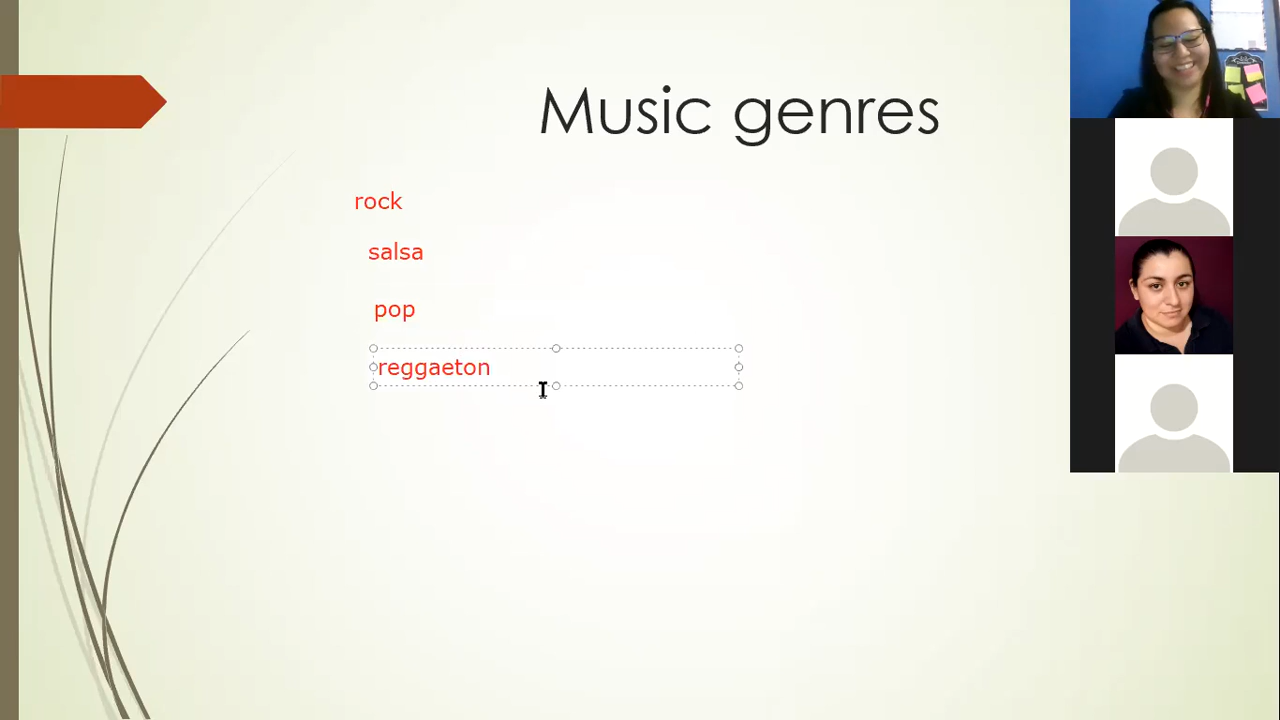 Music genres
rock
salsa
pop
reggaeton